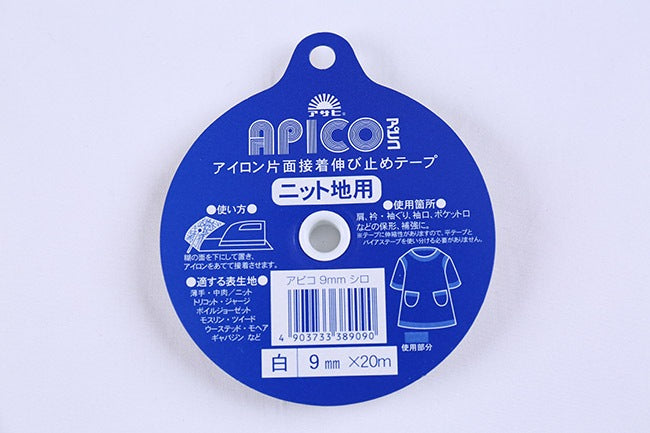 アサヒ®
APICO アピコ
アイロン片面接着伸び止めテープ
ニット地用
●使い方●
糊の面を下にして置き、
アイロンをあてて接着させます。
●適する表生地●
薄手・中肉/ニット
トリコット・ジャージ
ボイルジョーゼット
モスリン・ツイード
ウーステッド・モヘア
ギャバジン など
●使用箇所●
肩、衿・袖ぐり、袖口、ポケット口
などの保形、補強に。
※テープに伸縮性がありますので、平テープと
バイアステープを使い分ける必要がありません。
使用部分
アピコ 9mm シロ
4 903733 389090
白 9 mm ×20m